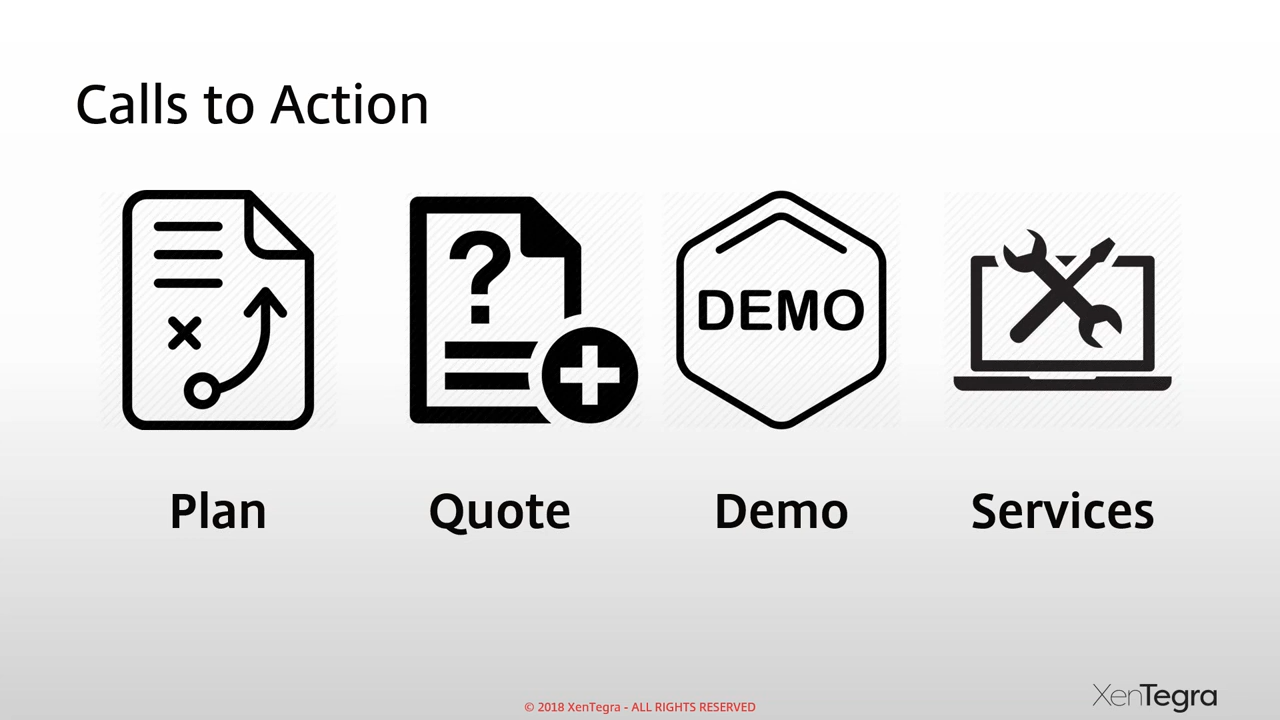 Calls to Action
?
DEMO
Plan
Quote
Demo
Services
© 2018 XenTegra - ALL RIGHTS RESERVED
XenTegra